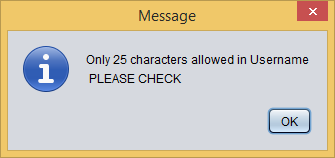 Message
Only 25 characters allowed in Username
PLEASE CHECK
OK